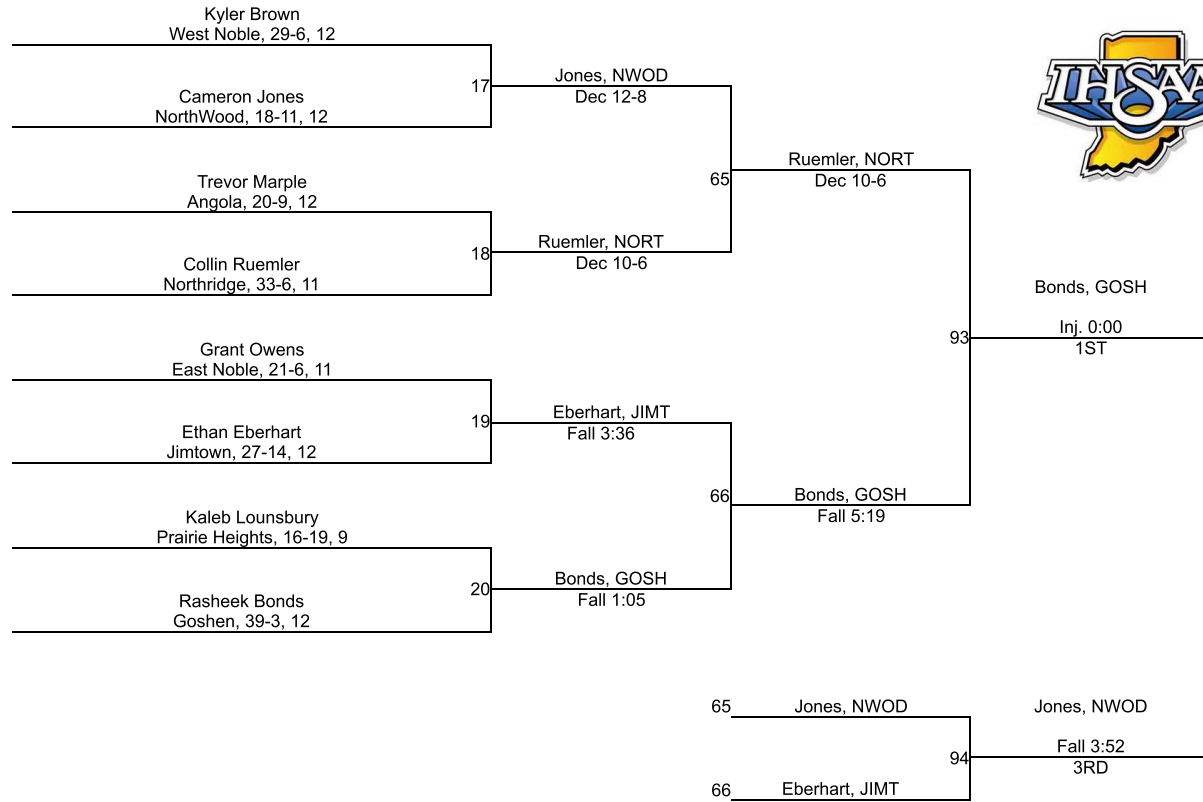 Kyler Brown
West Noble, 29-6, 12
17
Cameron Jones
NorthWood, 18-11, 12
Jones, NWOD
Dec 12-8
65
Trevor Marple
Angola, 20-9, 12
18
Collin Ruemler
Northridge, 33-6, 11
Ruemler, NORT
Dec 10-6
Ruemler, NORT
Dec 10-6
93
Grant Owens
East Noble, 21-6, 11
19
Ethan Eberhart
Jimtown, 27-14, 12
Eberhart, JIMT
Fall 3:36
66
Kaleb Lounsbury
Prairie Heights, 16-19, 9
20
Rasheek Bonds
Goshen, 39-3, 12
Bonds, GOSH
Fall 1:05
Bonds, GOSH
Fall 5:19
IHSAA
Bonds, GOSH
Inj. 0:00
1ST
65
Jones, NWOD
94
66
Eberhart, JIMT
Jones, NWOD
Fall 3:52
3RD